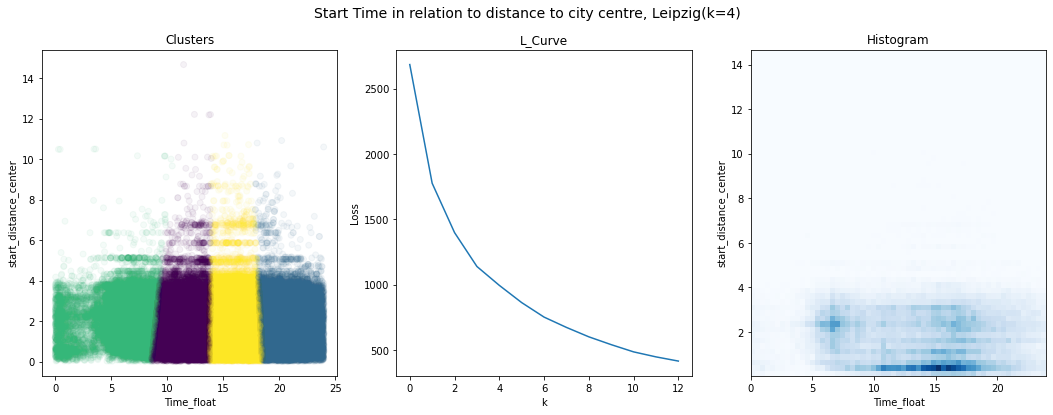 Start Time in relation to distance to city centre, Leipzig(k=4)
Clusters
start_distance_center
14
12
10
8
6
4
2
0
0 5 10 15 20 25
Time_float
L_Curve
Loss
2500
2000
1500
1000
500
0 2 4 6 8 10 12
k
Histogram
start_distance_center
14
12
10
8
6
4
2
0 5 10 15 20
Time_float